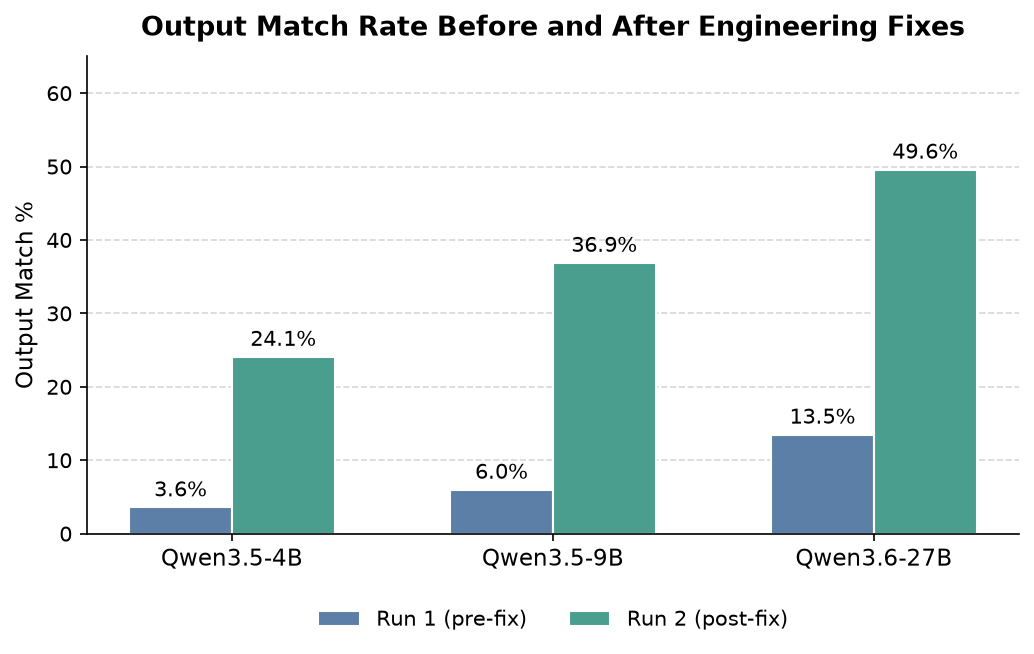 Output Match Rate Before and After Engineering Fixes
Output Match %
60
50
40
30
20
10
0
3.6%
24.1%
6.0%
36.9%
13.5%
49.6%
Qwen3.5-4B
Qwen3.5-9B
Qwen3.6-27B
Run 1 (pre-fix)
Run 2 (post-fix)